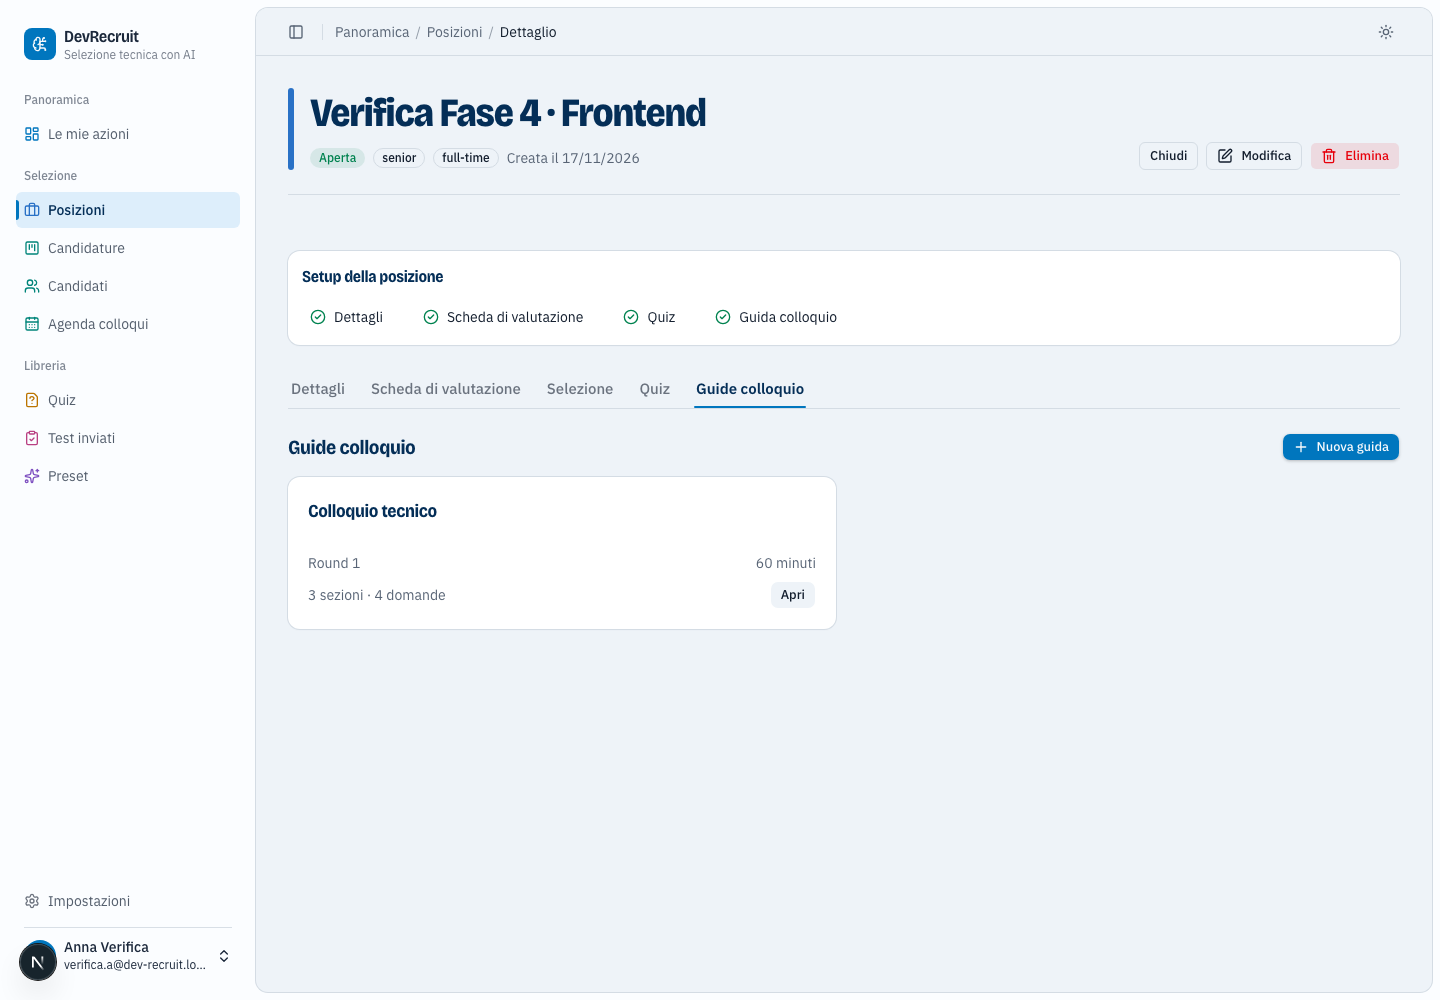 DevRecruit
Selezione tecnica con AI
Panoramica
Le mie azioni
Selezione
Posizioni
Candidature
Candidati
Agenda colloqui
Libreria
Quiz
Test inviati
Preset
Impostazioni
Anna Verifica
verifica.a@dev-recruit.lo...
Panoramica / Posizioni / Dettaglio
Verifica Fase 4 · Frontend
Aperta senior full-time Creata il 17/11/2026
Chiudi Modifica Elimina
Setup della posizione
Dettagli Scheda di valutazione Quiz Guida colloquio
Dettagli Scheda di valutazione Selezione Quiz Guide colloquio
Guide colloquio
Nuova guida
Colloquio tecnico
Round 1 60 minuti
3 sezioni · 4 domande Apri